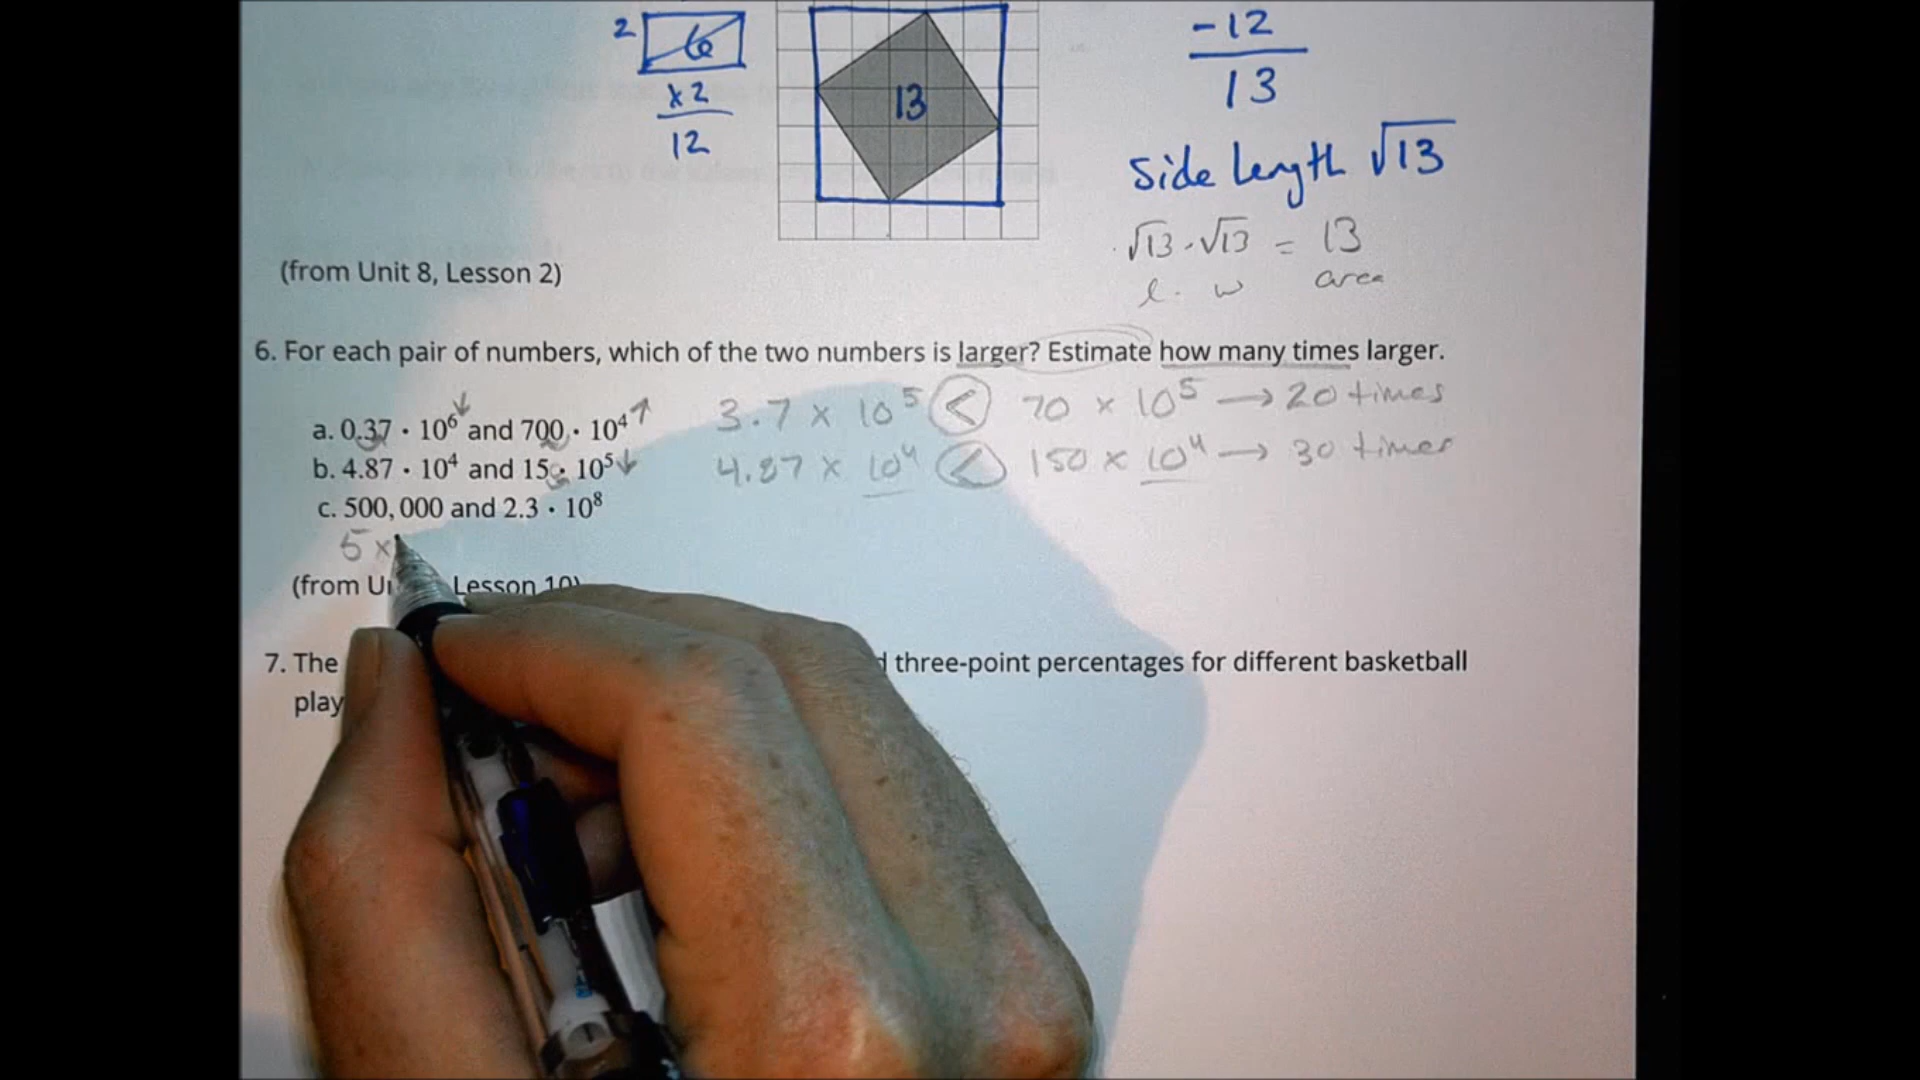 2 6 -12
x2 13 13
12 Side length √13
√13 · √13 = 13
(from Unit 8, Lesson 2) l · w area
6. For each pair of numbers, which of the two numbers is larger? Estimate how many times larger.
a. 0.37 · 10⁶ and 700 · 10⁴ 3.7 x 10⁵ < 70 x 10⁵ → 20 times
b. 4.87 · 10⁴ and 15 · 10⁵ 4.87 x 10⁴ < 150 x 10⁴ → 30 times
c. 500,000 and 2.3 · 10⁸
5 x
(from Lesson 10)
7. The three-point percentages for different basketball
play